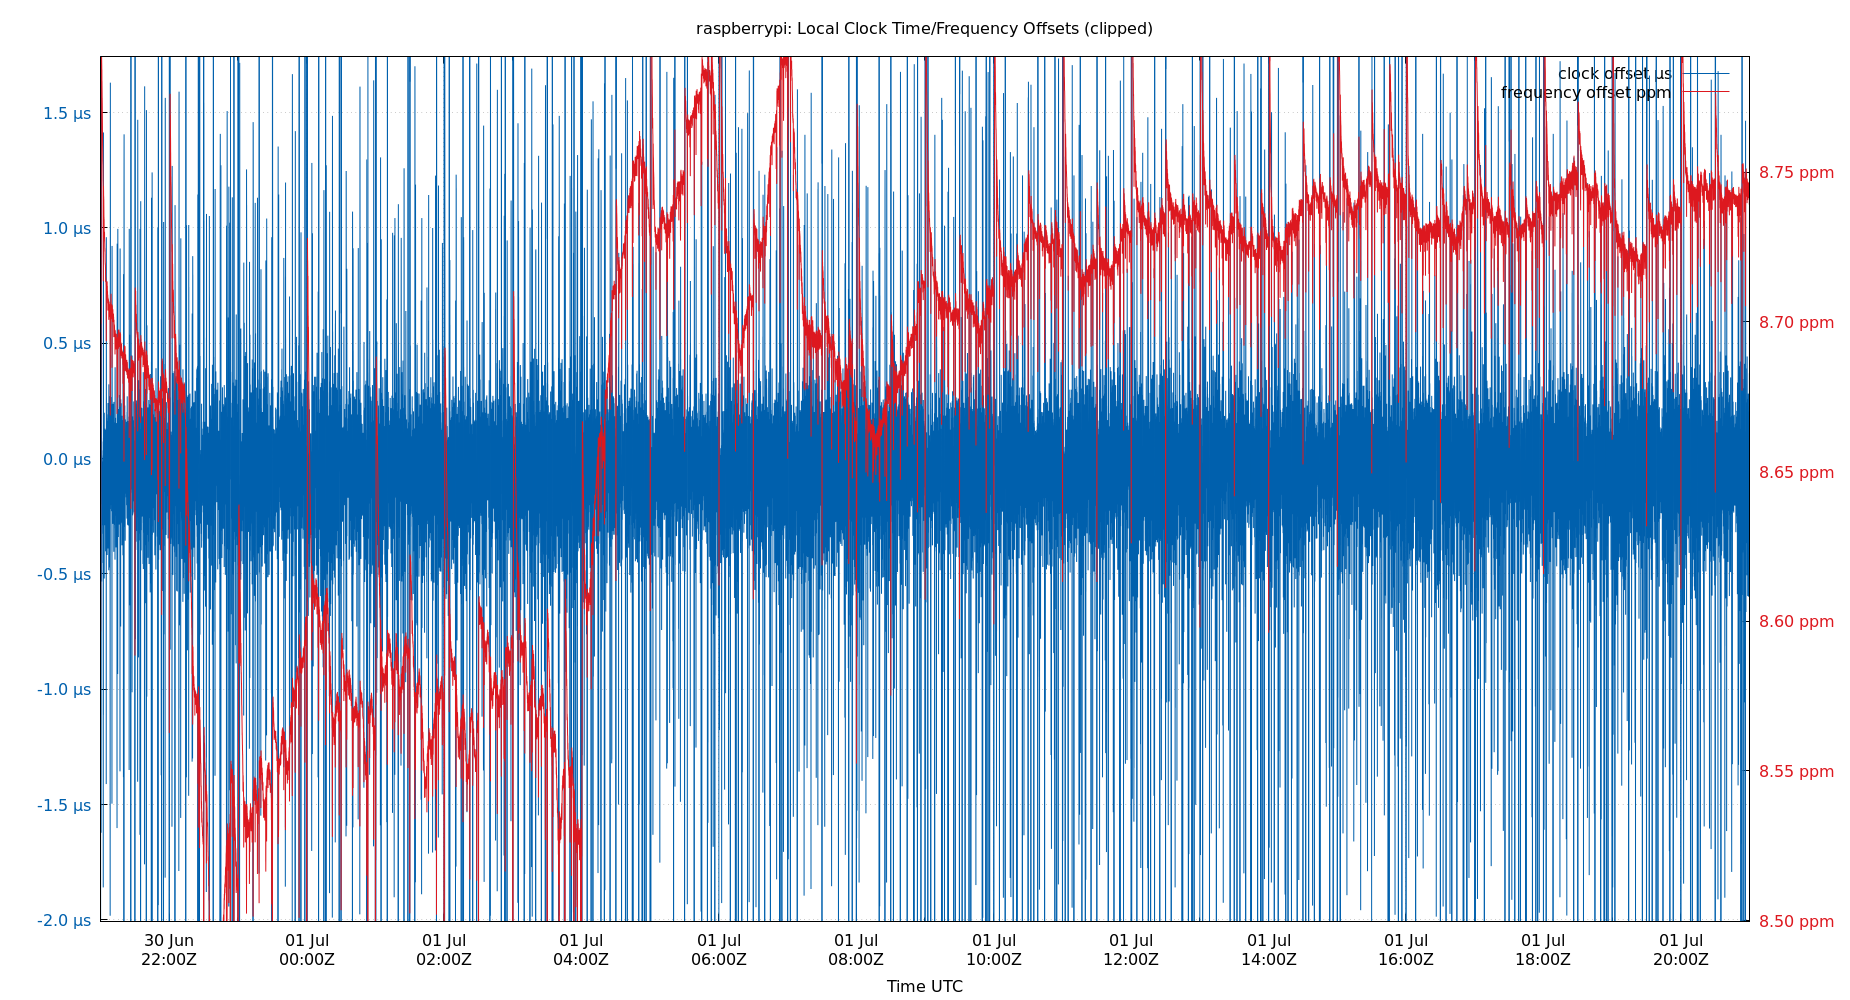 raspberrypi: Local Clock Time/Frequency Offsets (clipped)
clock offset µs
frequency offset ppm
1.5 µs
1.0 µs
0.5 µs
0.0 µs
-0.5 µs
-1.0 µs
-1.5 µs
-2.0 µs
8.75 ppm
8.70 ppm
8.65 ppm
8.60 ppm
8.55 ppm
8.50 ppm
30 Jun 01 Jul 01 Jul 01 Jul 01 Jul 01 Jul 01 Jul 01 Jul 01 Jul 01 Jul 01 Jul 01 Jul
22:00Z 00:00Z 02:00Z 04:00Z 06:00Z 08:00Z 10:00Z 12:00Z 14:00Z 16:00Z 18:00Z 20:00Z
Time UTC